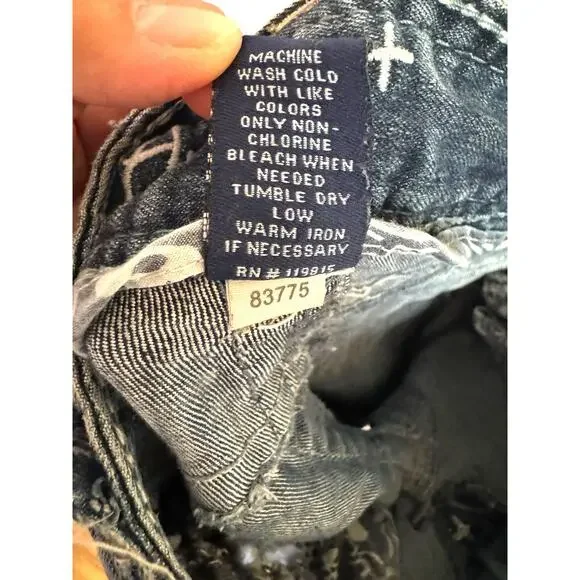 MACHINE
WASH COLD
WITH LIKE
COLORS
ONLY NON-
CHLORINE
BLEACH WHEN
NEEDED
TUMBLE DRY
LOW
WARM IRON
IF NECESSARY
RN # 119815
83775